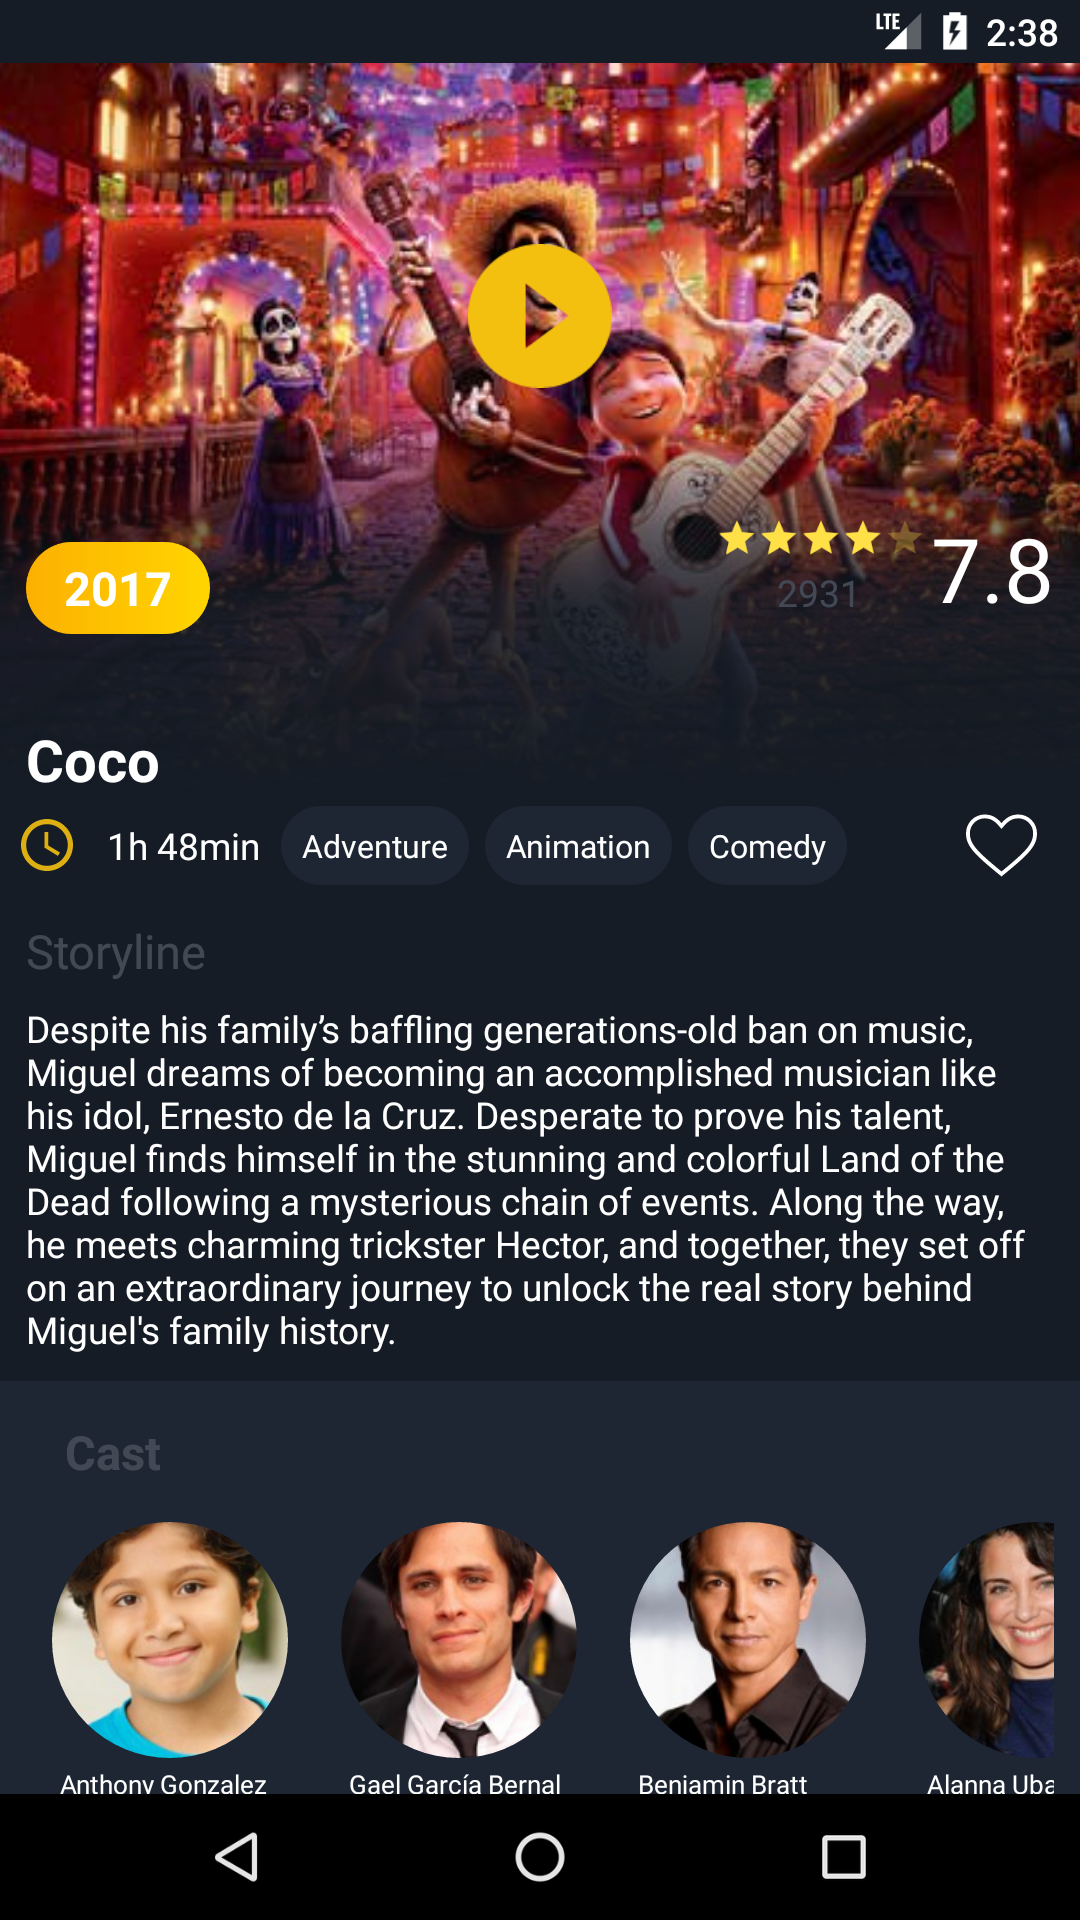 LTE 2:38
2017
2931
7.8
Coco
1h 48min
Adventure
Animation
Comedy
Storyline
Despite his family’s baffling generations-old ban on music,
Miguel dreams of becoming an accomplished musician like
his idol, Ernesto de la Cruz. Desperate to prove his talent,
Miguel finds himself in the stunning and colorful Land of the
Dead following a mysterious chain of events. Along the way,
he meets charming trickster Hector, and together, they set off
on an extraordinary journey to unlock the real story behind
Miguel's family history.
Cast
Anthony Gonzalez
Gael García Bernal
Benjamin Bratt
Alanna Uba